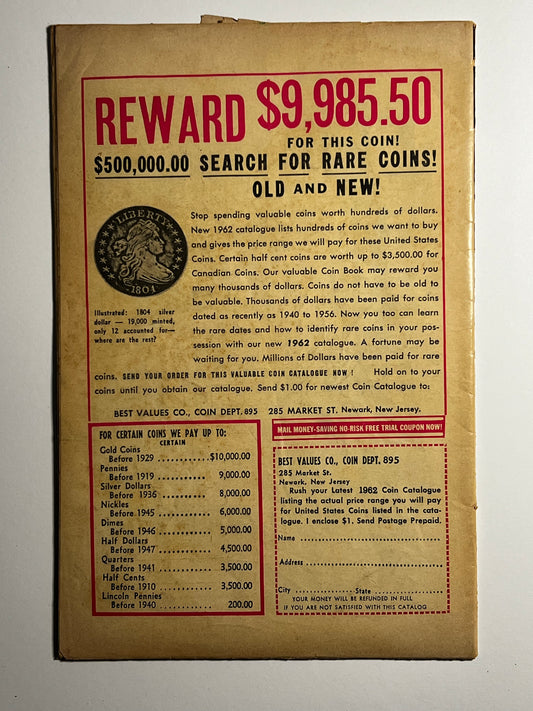 REWARD $9,985.50
FOR THIS COIN!
$500,000.00 SEARCH FOR RARE COINS!
OLD AND NEW!
LIBERTY
1804
Illustrated: 1804 silver
dollar — 19,000 minted,
only 12 accounted for—
where are the rest?
Stop spending valuable coins worth hundreds of dollars.
New 1962 catalogue lists hundreds of coins we want to buy
and gives the price range we will pay for these United States
Coins. Certain half cent coins are worth up to $3,500.00 for
Canadian Coins. Our valuable Coin Book may reward you
many thousands of dollars. Coins do not have to be old to
be valuable. Thousands of dollars have been paid for coins
dated as recently as 1940 to 1956. Now you too can learn
the rare dates and how to identify rare coins in your pos-
session with our new 1962 catalogue. A fortune may be
waiting for you. Millions of Dollars have been paid for rare
coins. SEND YOUR ORDER FOR THIS VALUABLE COIN CATALOGUE NOW ! Hold on to your
coins until you obtain our catalogue. Send $1.00 for newest Coin Catalogue to:
BEST VALUES CO., COIN DEPT. 895 285 MARKET ST. Newark, New Jersey.
FOR CERTAIN COINS WE PAY UP TO:
CERTAIN
Gold Coins
Before 1929 ............$10,000.00
Pennies
Before 1919 ........... 9,000.00
Silver Dollars
Before 1936 ........... 8,000.00
Nickles
Before 1945 ........... 6,000.00
Dimes
Before 1946 ........... 5,000.00
Half Dollars
Before 1947 ........... 4,500.00
Quarters
Before 1941 ........... 3,500.00
Half Cents
Before 1910 ........... 3,500.00
Lincoln Pennies
Before 1940 ........... 200.00
MAIL MONEY-SAVING NO-RISK FREE TRIAL COUPON NOW!
BEST VALUES CO., COIN DEPT. 895
285 Market St.
Newark, New Jersey
Rush your Latest 1962 Coin Catalogue
listing the actual price range you will pay
for United States Coins listed in the cata-
logue. I enclose $1. Send Postage Prepaid.
Name ....................................
Address ..................................
City ................State ....................
YOUR MONEY WILL BE REFUNDED IN FULL
IF YOU ARE NOT SATISFIED WITH THIS CATALOG